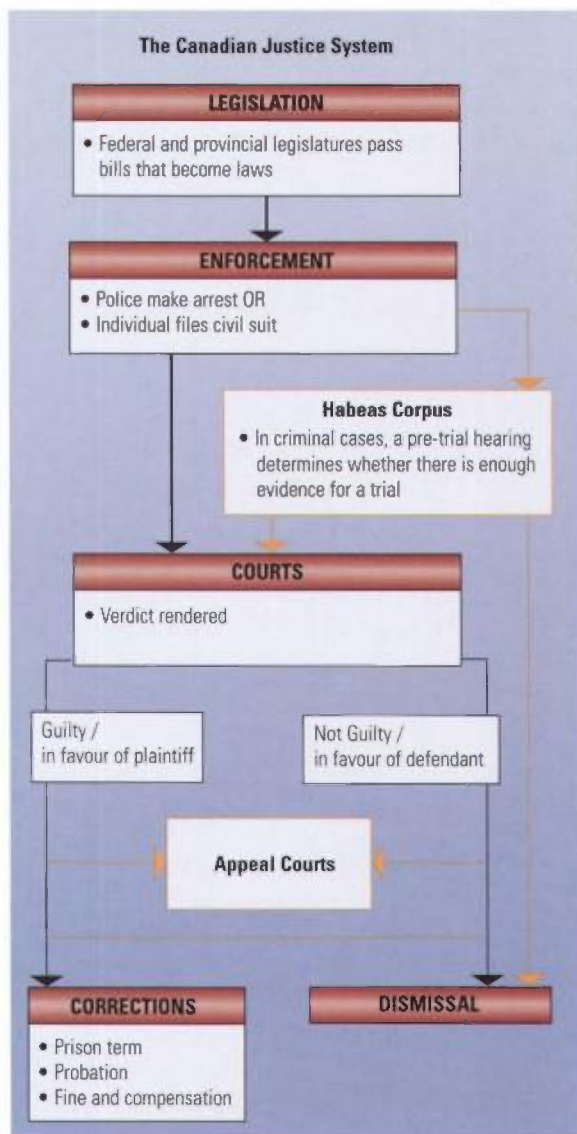 The Canadian Justice System
LEGISLATION
• Federal and provincial legislatures pass
bills that become laws
ENFORCEMENT
• Police make arrest OR
• Individual files civil suit
Habeas Corpus
• In criminal cases, a pre-trial hearing
determines whether there is enough
evidence for a trial
COURTS
• Verdict rendered
Guilty /
in favour of plaintiff
Not Guilty /
in favour of defendant
Appeal Courts
CORRECTIONS
• Prison term
• Probation
• Fine and compensation
DISMISSAL